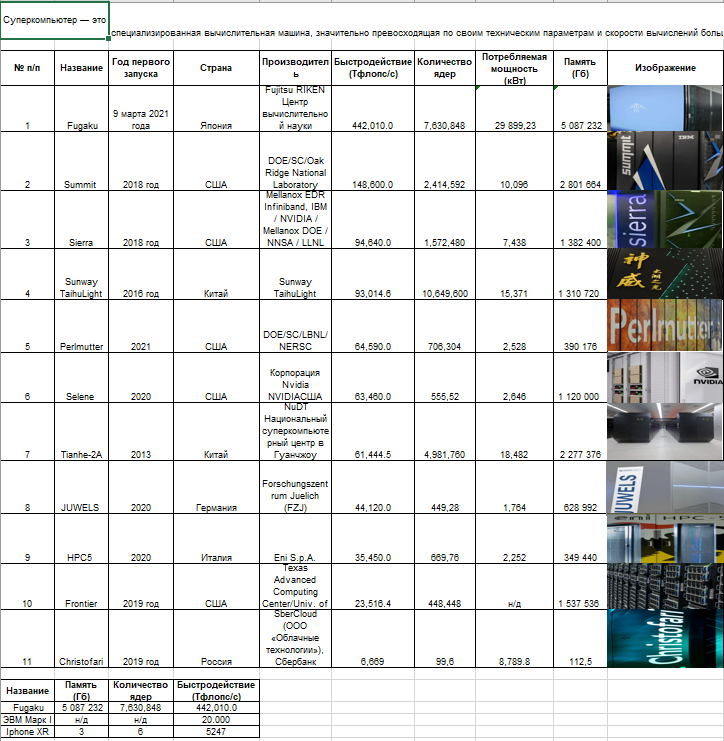 Суперкомпьютер — это специализированная вычислительная машина, значительно превосходящая по своим техническим параметрам и скорости вычислений боль
№ п/п Название Год первого запуска Страна Производитель Быстродействие (Тфлопс/с) Количество ядер Потребляемая мощность (кВт) Память (Гб) Изображение
1 Fugaku 9 марта 2021 года Япония Fujitsu RIKEN Центр вычислительной науки 442,010.0 7,630,848 29 899,23 5 087 232
2 Summit 2018 год США DOE/SC/Oak Ridge National Laboratory 148,600.0 2,414,592 10,096 2 801 664
summit IBM
3 Sierra 2018 год США Mellanox EDR Infiniband, IBM / NVIDIA / Mellanox DOE / NNSA / LLNL 94,640.0 1,572,480 7,438 1 382 400
sierra
4 Sunway TaihuLight 2016 год Китай Sunway TaihuLight 93,014.6 10,649,600 15,371 1 310 720
神威
5 Perlmutter 2021 США DOE/SC/LBNL/NERSC 64,590.0 706,304 2,528 390 176
Perlmutter
6 Selene 2020 США Корпорация Nvidia NVIDIAСША 63,460.0 555,52 2,646 1 120 000
NVIDIA
7 Tianhe-2A 2013 Китай NuDT Национальный суперкомпьютерный центр в Гуанчжоу 61,444.5 4,981,760 18,482 2 277 376
8 JUWELS 2020 Германия Forschungszentrum Juelich (FZJ) 44,120.0 449,28 1,764 628 992
JUWELS
9 HPC5 2020 Италия Eni S.p.A. 35,450.0 669,76 2,252 349 440
eni HPC-5
10 Frontier 2019 год США Texas Advanced Computing Center/Univ. of 23,516.4 448,448 н/д 1 537 536
11 Christofari 2019 год Россия SberCloud (ООО «Облачные технологии»), Сбербанк 6,669 99,6 8,789.8 112,5
Christofari
Название Память (Гб) Количество ядер Быстродействие (Тфлопс/с)
Fugaku 5 087 232 7,630,848 442,010.0
ЭВМ Марк I н/д н/д 20.000
Iphone XR 3 6 5247